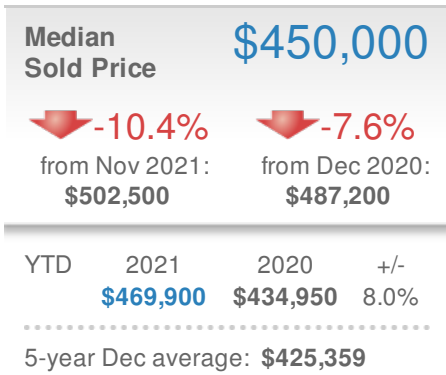 Median
Sold Price
$450,000
-10.4%
from Nov 2021:
$502,500
-7.6%
from Dec 2020:
$487,200
YTD 2021 2020 +/-
$469,900 $434,950 8.0%
5-year Dec average: $425,359